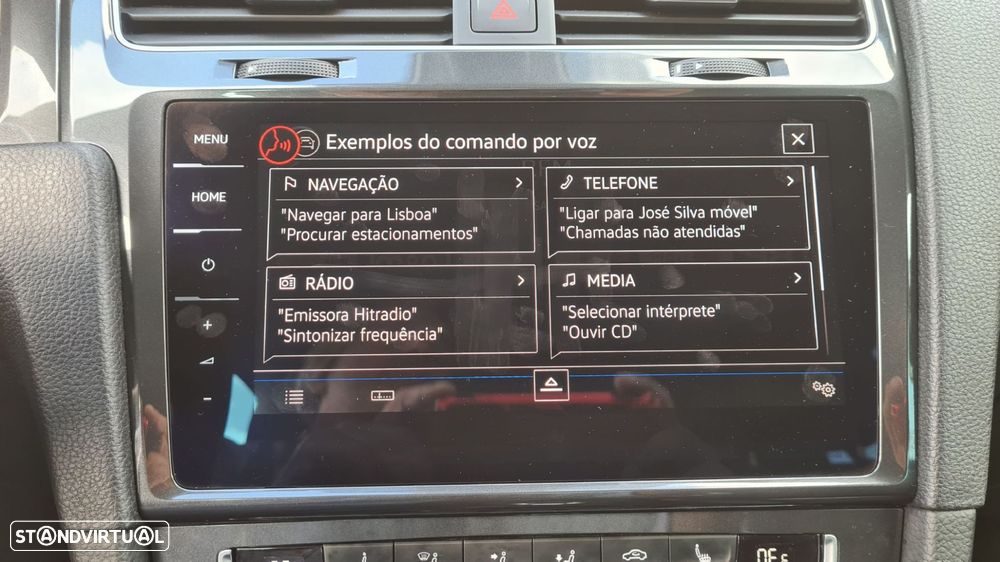 MENU
HOME
Exemplos do comando por voz
NAVEGAÇÃO
"Navegar para Lisboa"
"Procurar estacionamentos"
TELEFONE
"Ligar para José Silva móvel"
"Chamadas não atendidas"
RÁDIO
"Emissora Hitradio"
"Sintonizar frequência"
MEDIA
"Selecionar intérprete"
"Ouvir CD"
STANDVIRTUAL